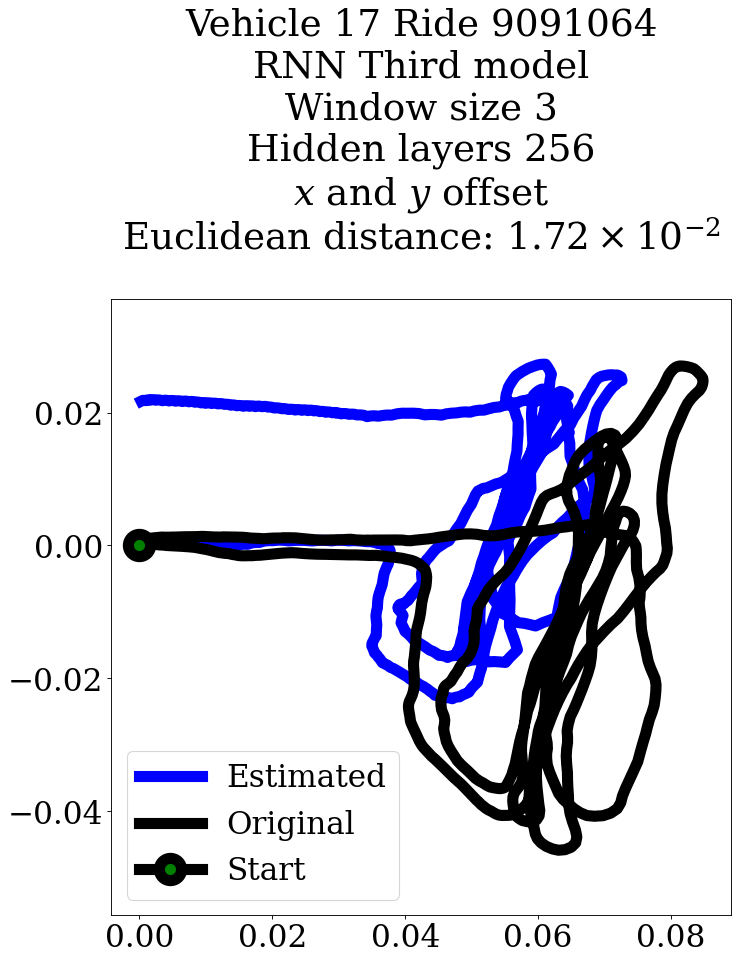 Vehicle 17 Ride 9091064
RNN Third model
Window size 3
Hidden layers 256
x and y offset
Euclidean distance: 1.72 × 10⁻²
0.02
0.00
−0.02
−0.04
Estimated
Original
Start
0.00 0.02 0.04 0.06 0.08